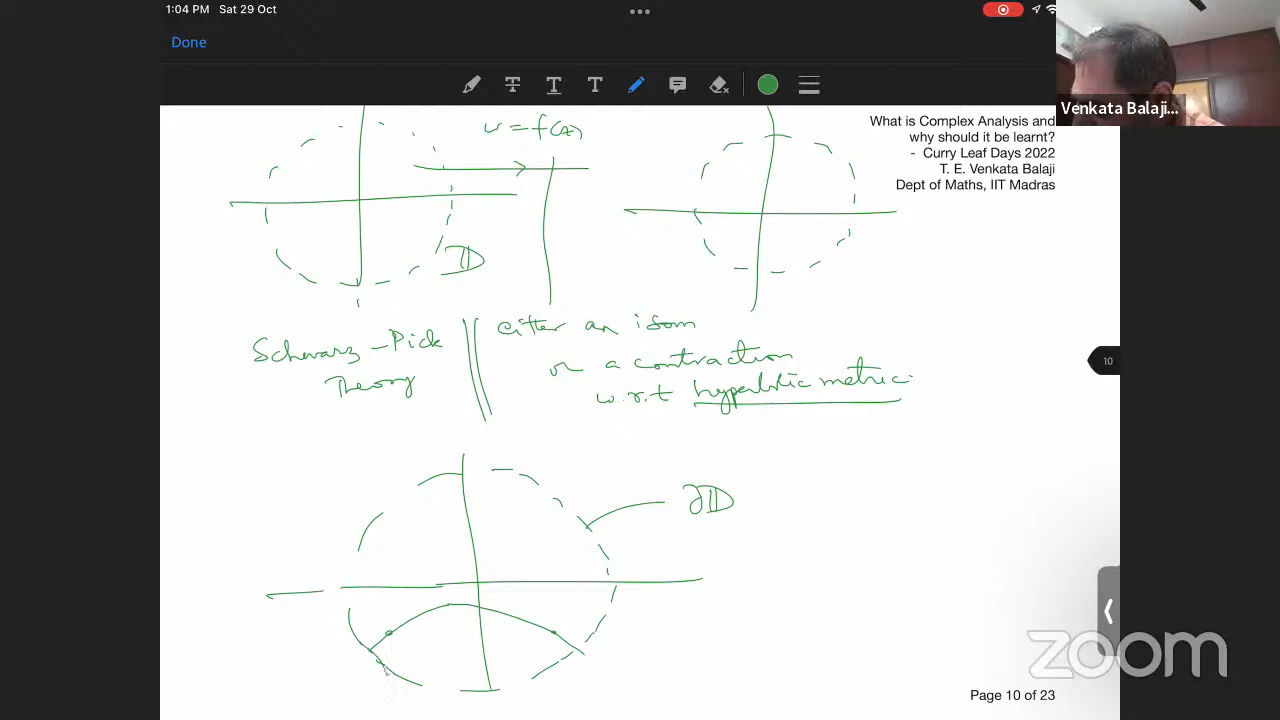 1:04 PM Sat 29 Oct
Done
Venkata Balaji...
What is Complex Analysis and
why should it be learnt?
- Curry Leaf Days 2022
T. E. Venkata Balaji
Dept of Maths, IIT Madras
w = f(z)
𝔻
Schwarz-Pick
Theory
either an isom
or a contraction
w.r.t hyperbolic metric.
10
∂𝔻
zoom
Page 10 of 23